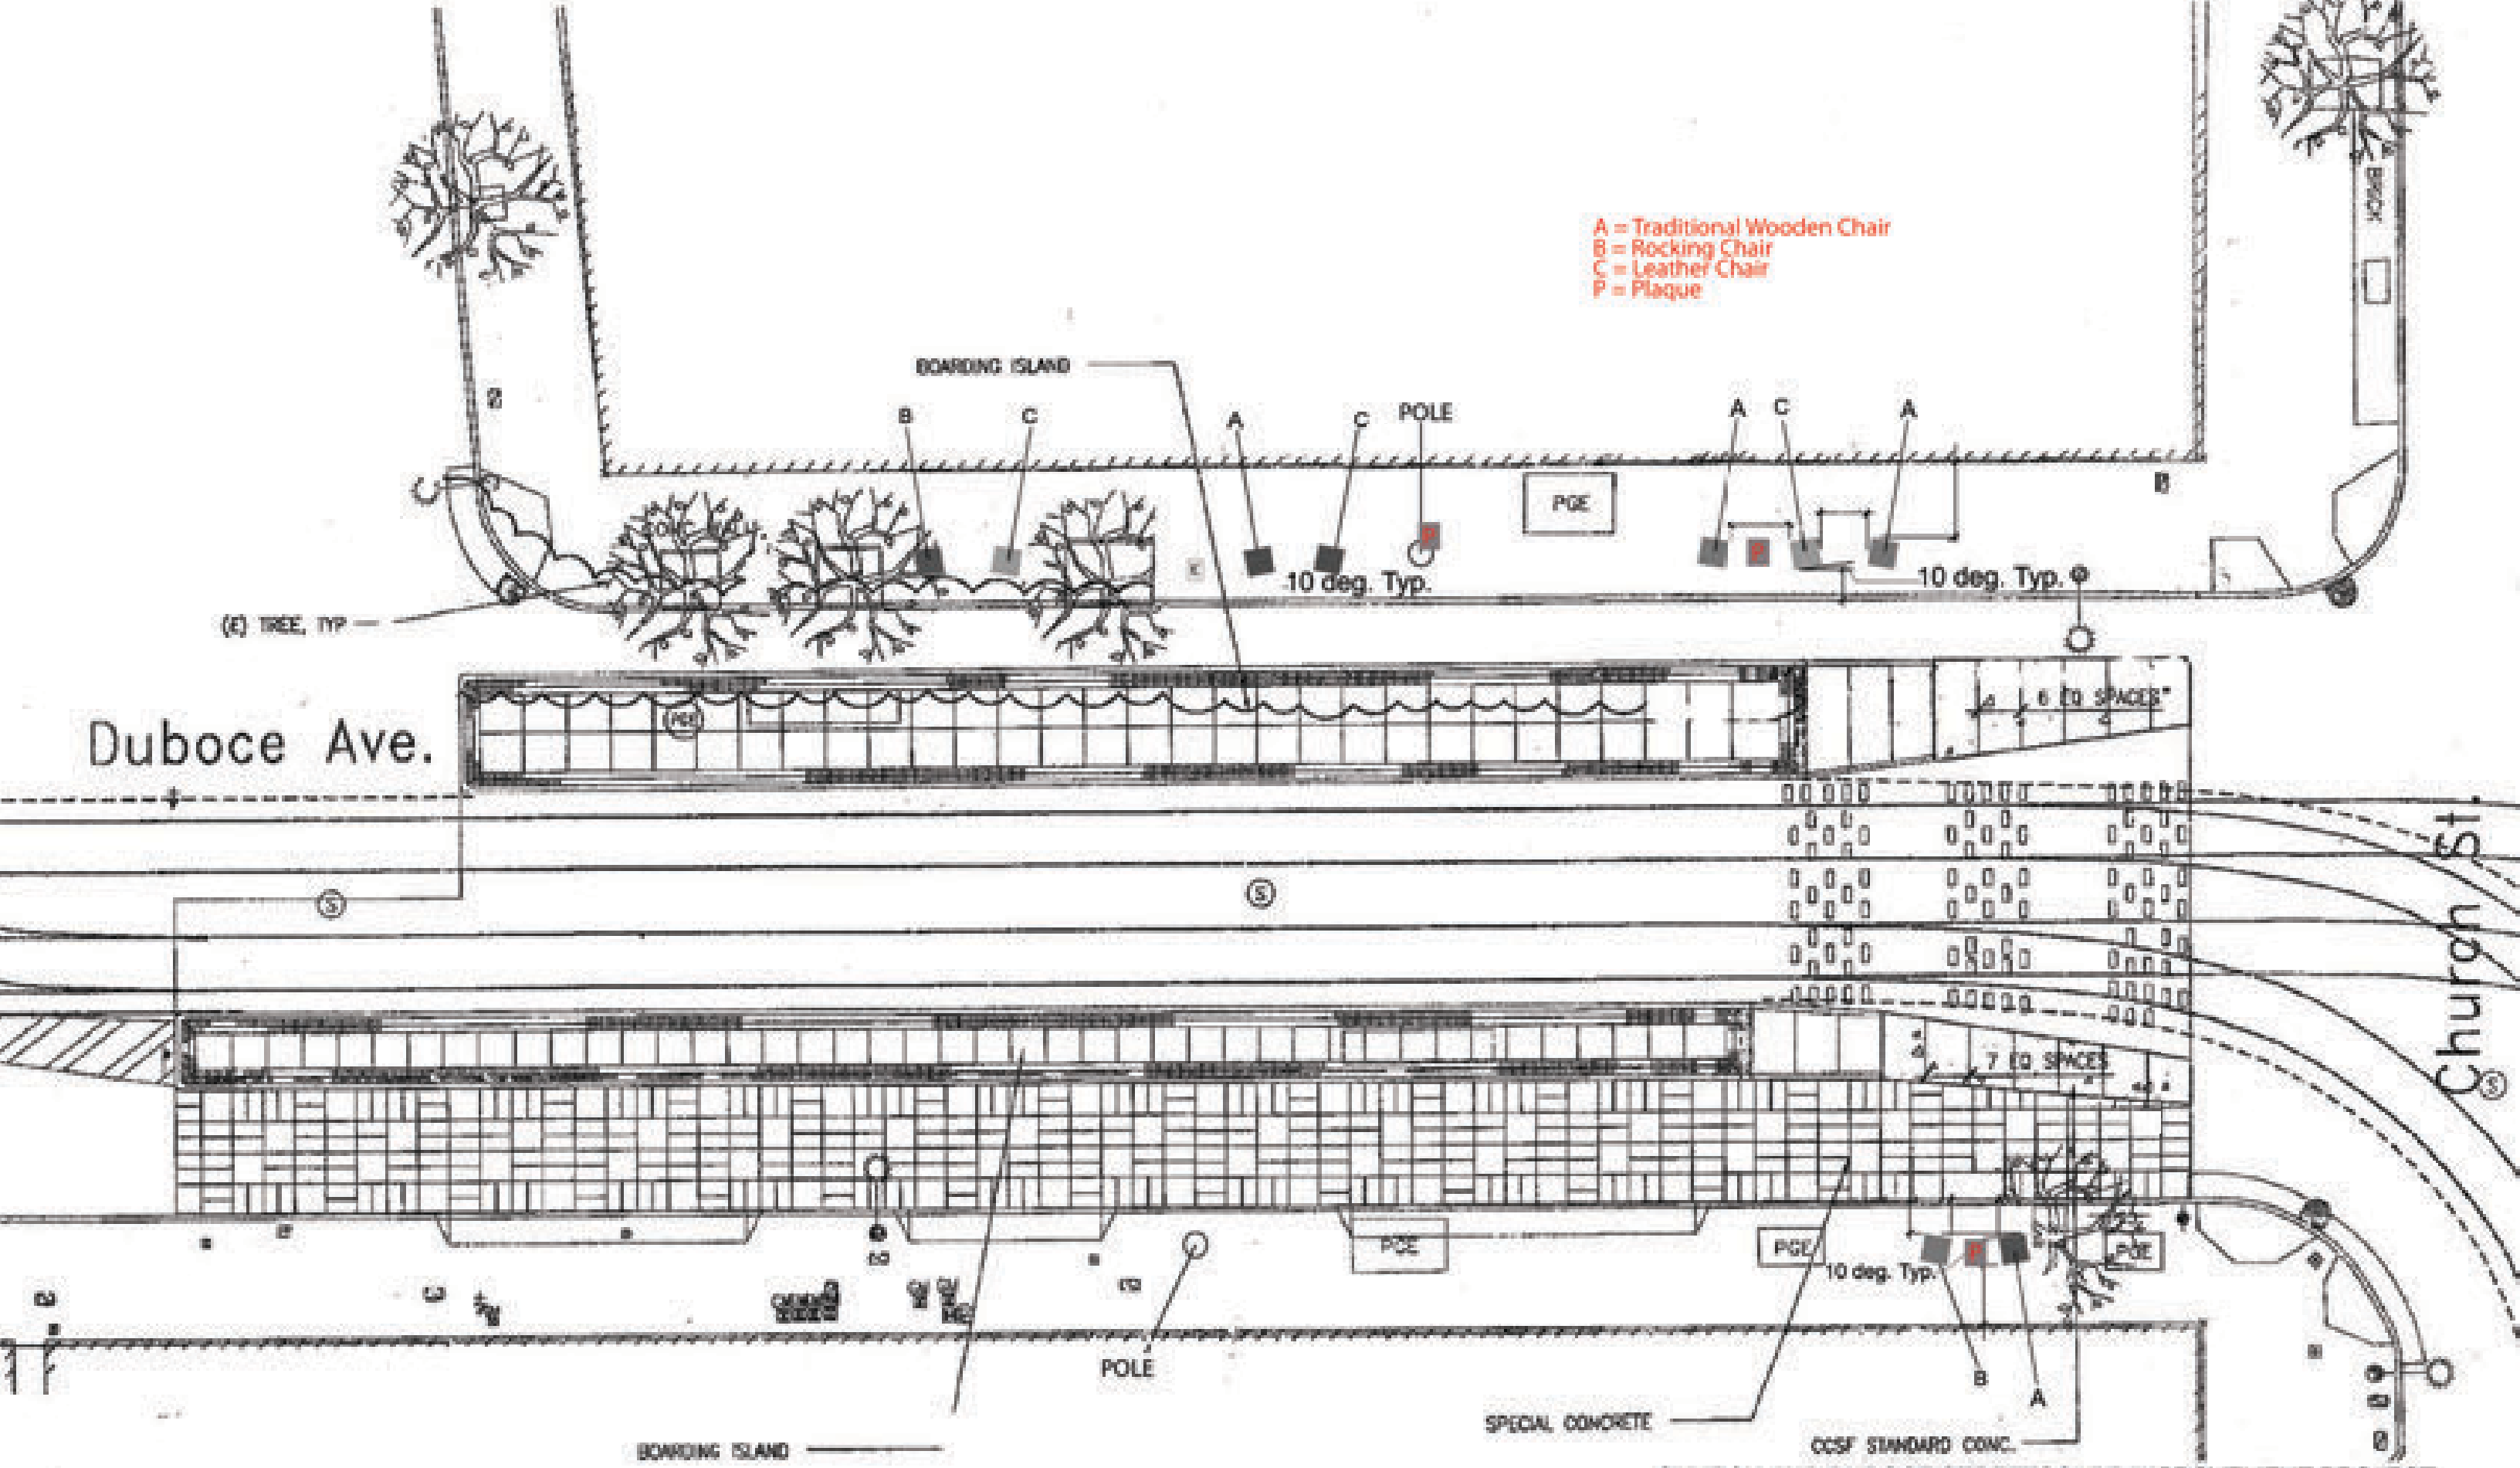 BRICK
A = Traditional Wooden Chair
B = Rocking Chair
C = Leather Chair
P = Plaque
BOARDING ISLAND
B
C
A
C
POLE
A
C
A
PGE
P
P
10 deg. Typ.
10 deg. Typ.
(E) TREE, TYP
6 EQ SPACES
PGE
Duboce Ave.
S
S
Church St.
7 EQ. SPACES
S
PGE
PGE
P
PGE
10 deg. Typ.
POLE
B
A
SPECIAL CONCRETE
CCSF STANDARD CONC.
BOARDING ISLAND